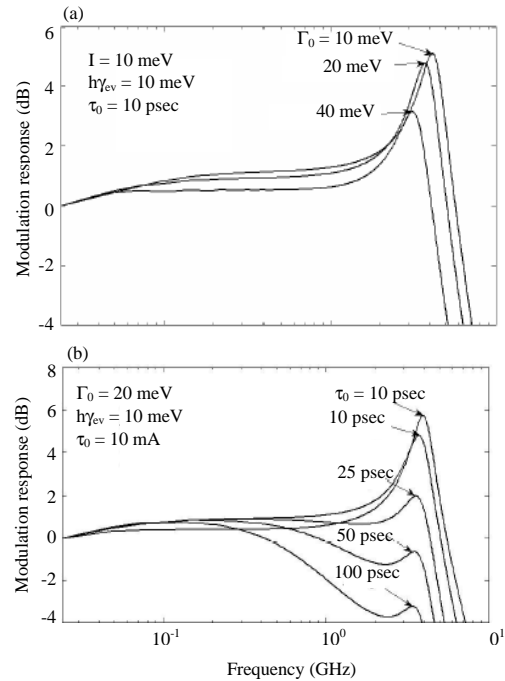 (a)
I = 10 meV
hγev = 10 meV
τ0 = 10 psec
Γ0 = 10 meV
20 meV
40 meV
Modulation response (dB)
4
2
0
-2
-4
(b)
8
6
4
2
0
-2
-4
Γ0 = 20 meV
hγev = 10 meV
τ0 = 10 mA
τ0 = 10 psec
10 psec
25 psec
50 psec
100 psec
Modulation response (dB)
10-1
100
01
Frequency (GHz)